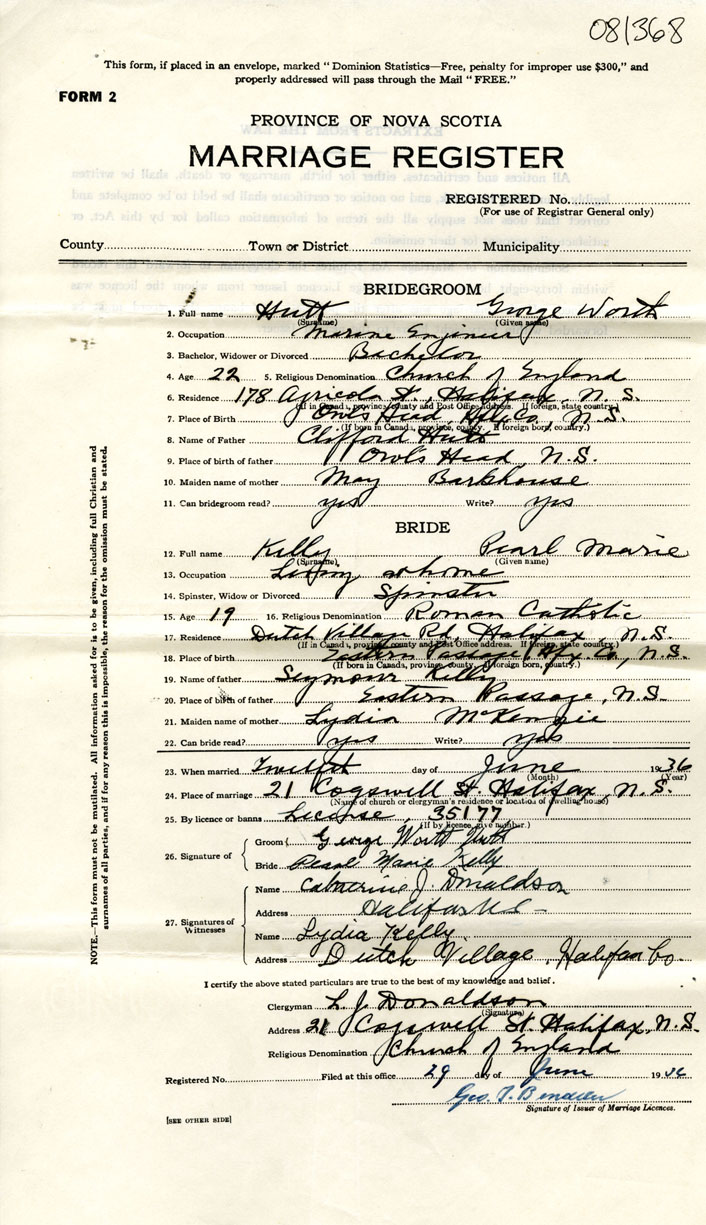 081368
This form, if placed in an envelope, marked "Dominion Statistics—Free, penalty for improper use $300," and
properly addressed will pass through the Mail "FREE."
FORM 2
PROVINCE OF NOVA SCOTIA
MARRIAGE REGISTER
REGISTERED No.
(For use of Registrar General only)
County Town or District Municipality
BRIDEGROOM
1. Full name Hutt George Worth
(Surname) (Given name)
2. Occupation Marine Engineer
3. Bachelor, Widower or Divorced Bachelor
4. Age 22 5. Religious Denomination Church of England
6. Residence 178 Agricola St., Halifax, N. S.
(If in Canada, province, county and Post Office address. If foreign, state country.)
7. Place of Birth Owls Head, Hfx. Co., N. S.
(If born in Canada, province, county. If foreign born, country.)
8. Name of Father Clifford Hutt
9. Place of birth of father Owls Head, N.S.
10. Maiden name of mother May Barkhouse
11. Can bridegroom read? yes Write? yes
BRIDE
12. Full name Kelly Pearl Marie
(Surname) (Given name)
13. Occupation Living at home
14. Spinster, Widow or Divorced Spinster
15. Age 19 16. Religious Denomination Roman Catholic
17. Residence Dutch Village Rd., Halifax, N.S.
(If in Canada, province, county and Post Office address. If foreign, state country.)
18. Place of birth Eastern Passage, Hfx. Co., N.S.
(If born in Canada, province, county. If foreign born, country.)
19. Name of father Seymour Kelly
20. Place of birth of father Eastern Passage, N.S.
21. Maiden name of mother Lydia McKenzie
22. Can bride read? yes Write? yes
23. When married Twelfth day of June 1936
(Month) (Year)
24. Place of marriage 21 Cogswell St. Halifax, N.S.
(Name of church or clergyman's residence or location of dwelling house)
25. By licence or banns License, 35177
(If by licence, give number.)
26. Signature of Groom George Worth Hutt
Bride Pearl Marie Kelly
27. Signatures of Witnesses
Name Catherine J. Donaldson
Address Halifax N.S.
Name Lydia Kelly
Address Dutch Village, Halifax Co.
I certify the above stated particulars are true to the best of my knowledge and belief.
Clergyman L. J. Donaldson
(Signature)
Address 21 Cogswell St. Halifax, N.S.
Religious Denomination Church of England
Registered No. Filed at this office 29 day of June 1936
Geo. T.
Signature of Issuer of Marriage Licences.
[SEE OTHER SIDE]
NOTE.—This form must not be mutilated. All information asked for is to be given, including full Christian and
surnames of all parties, and if for any reason this is impossible, the reason for the omission must be stated.